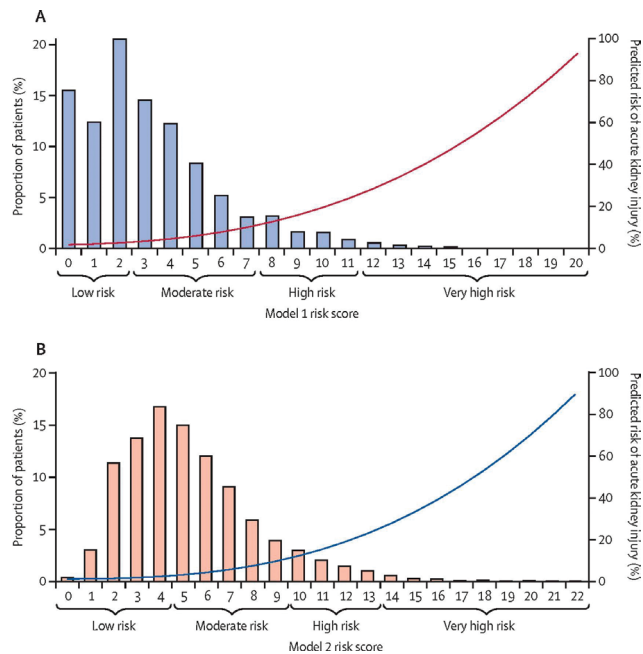 A
20
15
10
5
0
Proportion of patients (%)
100
80
60
40
20
0
Predicted risk of acute kidney injury (%)
0 1 2 3 4 5 6 7 8 9 10 11 12 13 14 15 16 17 18 19 20
Low risk Moderate risk High risk Very high risk
Model 1 risk score
B
20
15
10
5
0
Proportion of patients (%)
100
80
60
40
20
0
Predicted risk of acute kidney injury (%)
0 1 2 3 4 5 6 7 8 9 10 11 12 13 14 15 16 17 18 19 20 21 22
Low risk Moderate risk High risk Very high risk
Model 2 risk score